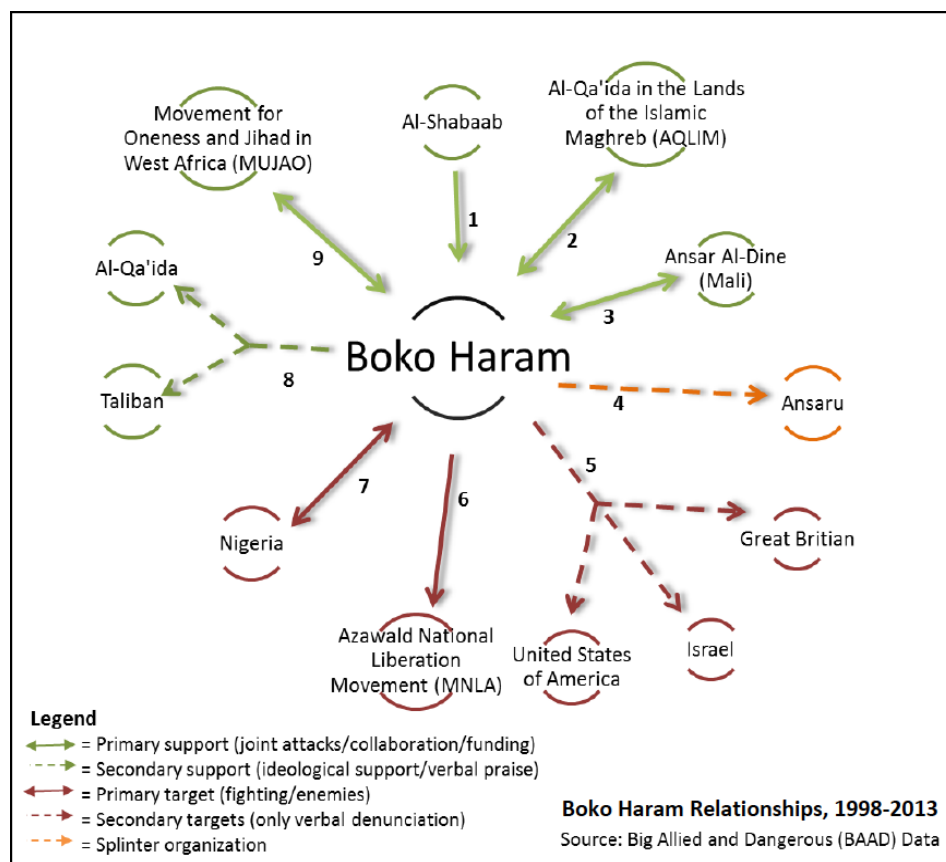 Movement for
Oneness and Jihad in
West Africa (MUJAO)
Al-Shabaab
Al-Qa'ida in the Lands
of the Islamic
Maghreb (AQLIM)
1
2
9
Al-Qa'ida
Ansar Al-Dine
(Mali)
3
Boko Haram
8
Taliban
4
Ansaru
5
7
6
Nigeria
Great Britian
Azawald National
Liberation
Movement (MNLA)
United States
of America
Israel
Legend
= Primary support (joint attacks/collaboration/funding)
= Secondary support (ideological support/verbal praise)
= Primary target (fighting/enemies)
= Secondary targets (only verbal denunciation)
= Splinter organization
Boko Haram Relationships, 1998-2013
Source: Big Allied and Dangerous (BAAD) Data